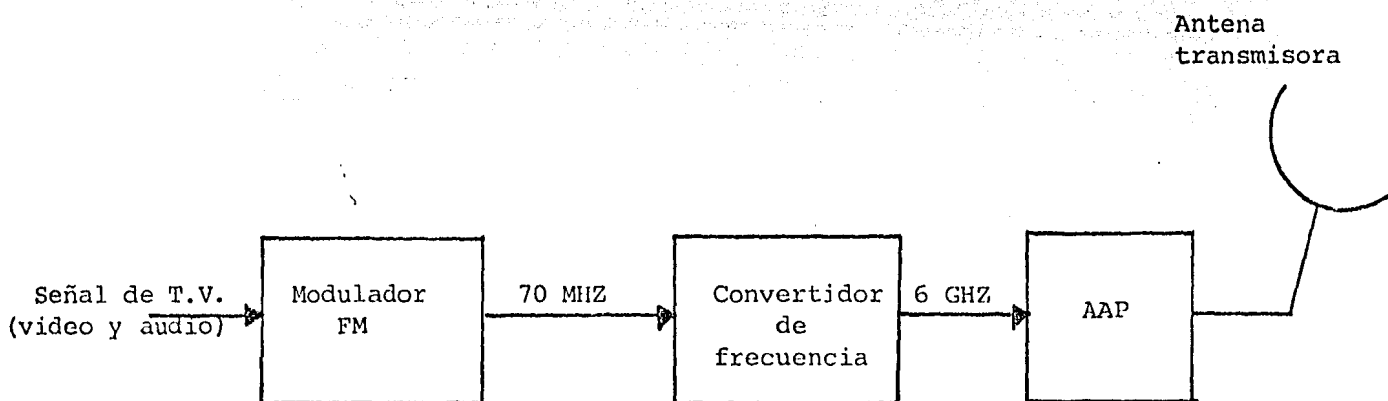 Antena
transmisora
Señal de T.V.
(video y audio)
Modulador
FM
70 MHZ
Convertidor
de
frecuencia
6 GHZ
AAP